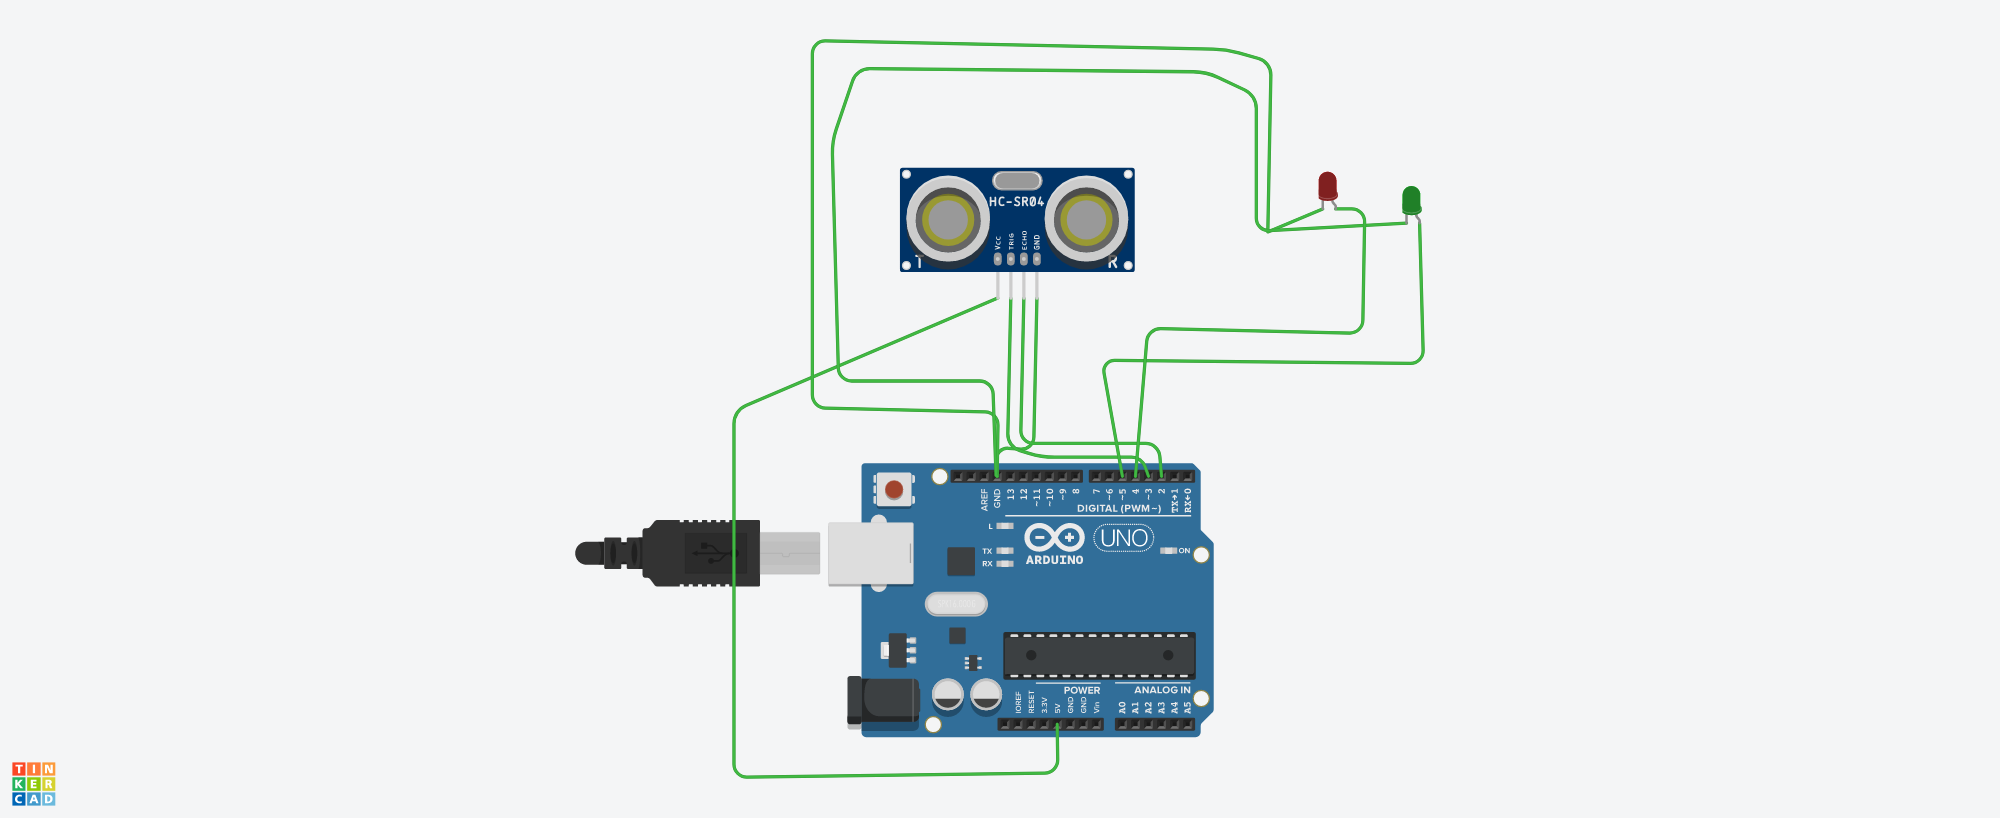 HC-SR04
VCC
TRIG
ECHO
GND
T
R
AREF
GND
13
12
~11
~10
~9
8
7
~6
~5
4
~3
2
TX→1
RX←0
DIGITAL (PWM~)
L
TX
RX
ARDUINO
UNO
ON
POWER
ANALOG IN
IOREF
RESET
3.3V
5V
GND
GND
Vin
A0
A1
A2
A3
A4
A5
TIN
KER
CAD